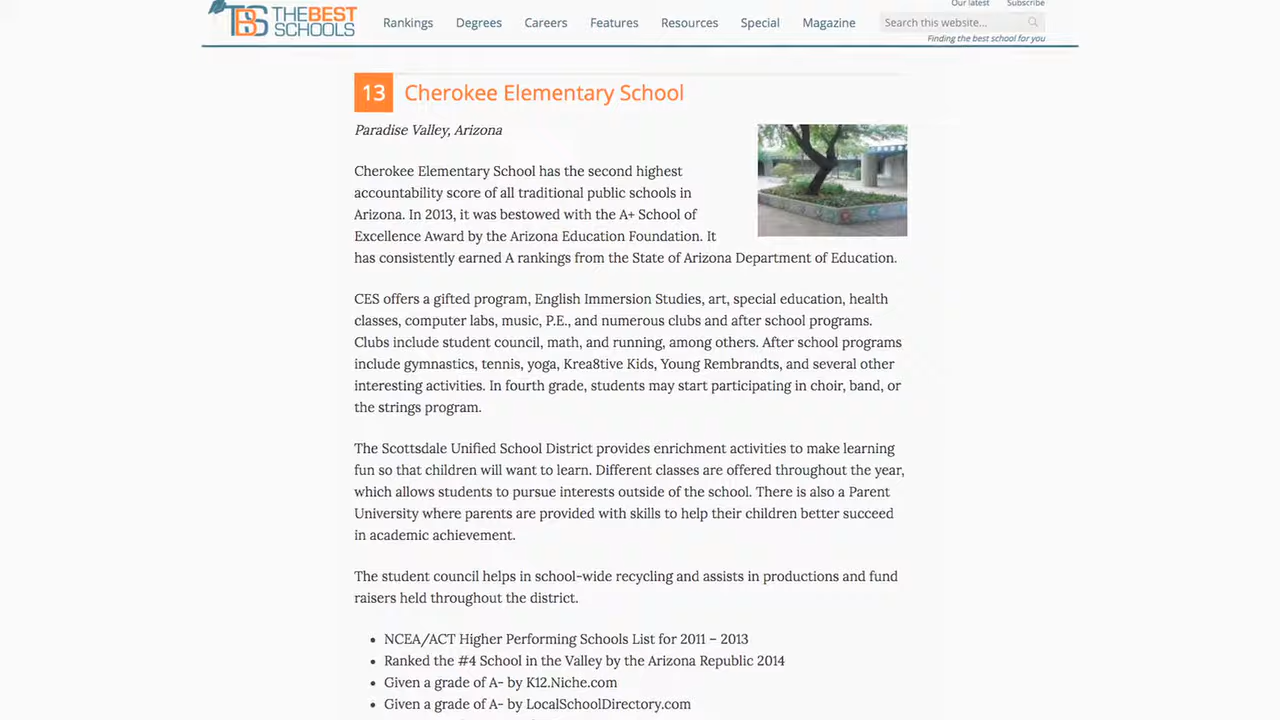 THEBEST
TBS SCHOOLS
Rankings Degrees Careers Features Resources Special Magazine
Our latest Subscribe
Search this website...
Finding the best school for you
13 Cherokee Elementary School
Paradise Valley, Arizona
Cherokee Elementary School has the second highest
accountability score of all traditional public schools in
Arizona. In 2013, it was bestowed with the A+ School of
Excellence Award by the Arizona Education Foundation. It
has consistently earned A rankings from the State of Arizona Department of Education.
CES offers a gifted program, English Immersion Studies, art, special education, health
classes, computer labs, music, P.E., and numerous clubs and after school programs.
Clubs include student council, math, and running, among others. After school programs
include gymnastics, tennis, yoga, Krea8tive Kids, Young Rembrandts, and several other
interesting activities. In fourth grade, students may start participating in choir, band, or
the strings program.
The Scottsdale Unified School District provides enrichment activities to make learning
fun so that children will want to learn. Different classes are offered throughout the year,
which allows students to pursue interests outside of the school. There is also a Parent
University where parents are provided with skills to help their children better succeed
in academic achievement.
The student council helps in school-wide recycling and assists in productions and fund
raisers held throughout the district.
• NCEA/ACT Higher Performing Schools List for 2011 – 2013
• Ranked the #4 School in the Valley by the Arizona Republic 2014
• Given a grade of A- by K12.Niche.com
• Given a grade of A- by LocalSchoolDirectory.com